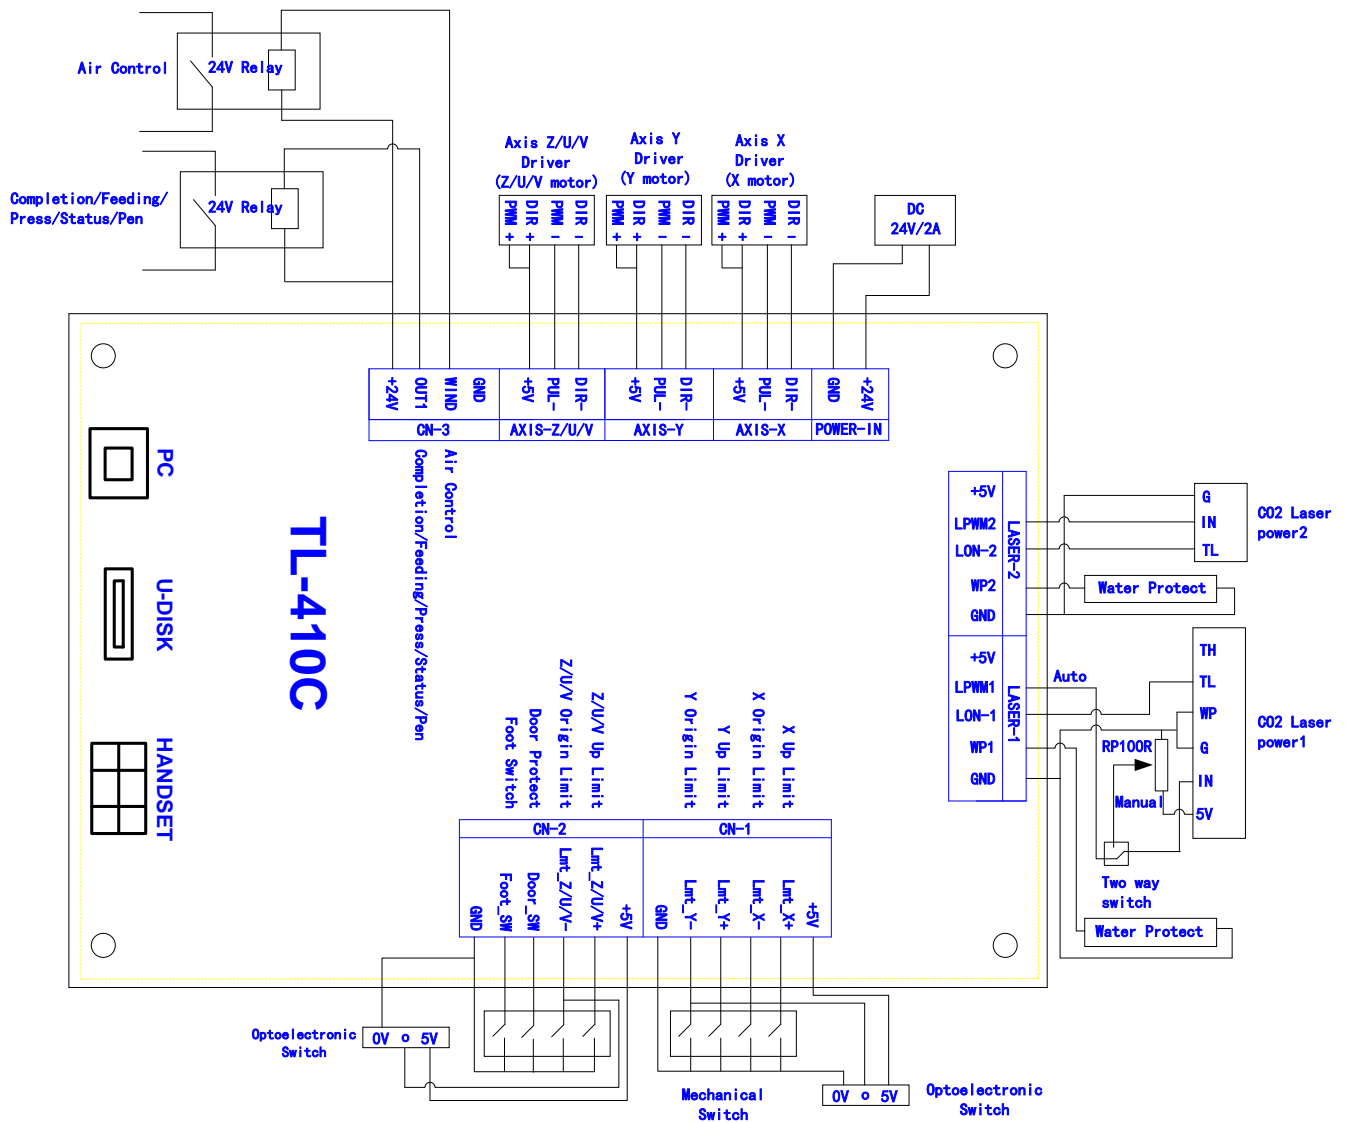 Air Control
24V Relay
Completion/Feeding/
Press/Status/Pen
24V Relay
Axis Z/U/V
Driver
(Z/U/V motor)
PWM +
DIR +
PWM -
DIR -
Axis Y
Driver
(Y motor)
PWM +
DIR +
PWM -
DIR -
Axis X
Driver
(X motor)
PWM +
DIR +
PWM -
DIR -
DC
24V/2A
+24V
OUT1
WIND
GND
CN-3
+5V
PUL-
DIR-
AXIS-Z/U/V
+5V
PUL-
DIR-
AXIS-Y
+5V
PUL-
DIR-
AXIS-X
GND
+24V
POWER-IN
Completion/Feeding/Press/Status/Pen
Air Control
PC
U-DISK
HANDSET
TL-410C
+5V
LPWM2
LON-2
WP2
GND
LASER-2
+5V
LPWM1
LON-1
WP1
GND
LASER-1
G
IN
TL
CO2 Laser
power2
Water Protect
Auto
TH
TL
WP
G
IN
5V
CO2 Laser
power1
RP100R
Manual
Two way
switch
Water Protect
Foot Switch
Door Protect
Z/U/V Origin Limit
Z/U/V Up Limit
Y Origin Limit
Y Up Limit
X Origin Limit
X Up Limit
CN-2
CN-1
GND
Foot_SW
Door_SW
Lmt_Z/U/V-
Lmt_Z/U/V+
+5V
GND
Lmt_Y-
Lmt_Y+
Lmt_X-
Lmt_X+
+5V
Optoelectronic
Switch
0V o 5V
Mechanical
Switch
0V o 5V
Optoelectronic
Switch